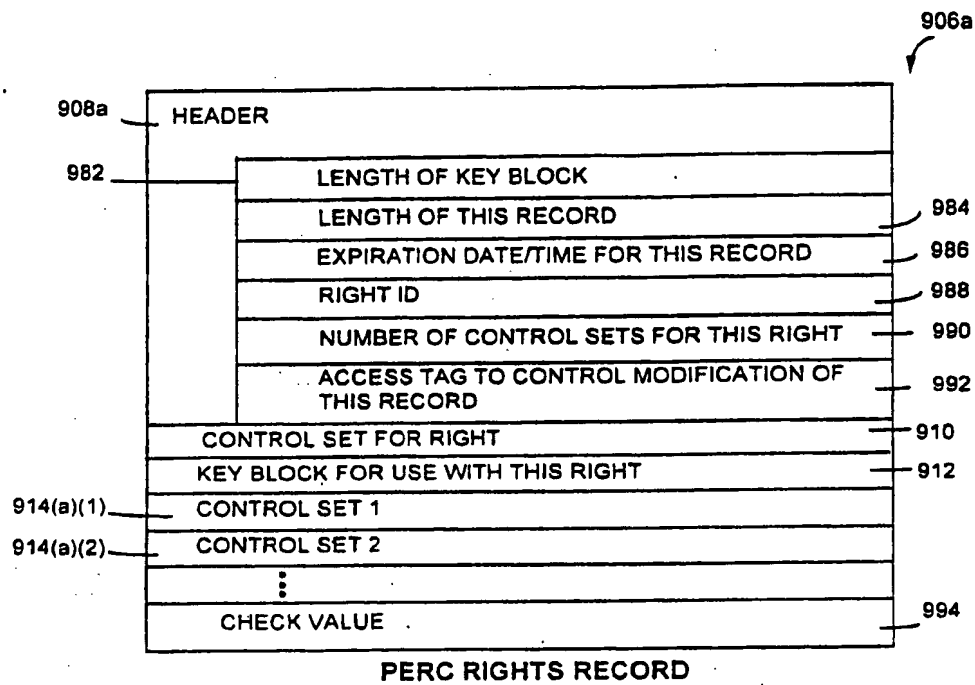 906a
908a HEADER
982 LENGTH OF KEY BLOCK
LENGTH OF THIS RECORD 984
EXPIRATION DATE/TIME FOR THIS RECORD 986
RIGHT ID 988
NUMBER OF CONTROL SETS FOR THIS RIGHT 990
ACCESS TAG TO CONTROL MODIFICATION OF
THIS RECORD 992
CONTROL SET FOR RIGHT 910
KEY BLOCK FOR USE WITH THIS RIGHT 912
914(a)(1) CONTROL SET 1
914(a)(2) CONTROL SET 2
CHECK VALUE 994
PERC RIGHTS RECORD